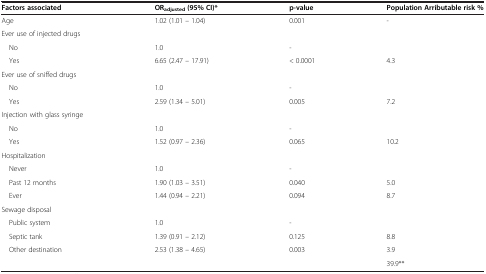 Factors associated ORadjusted (95% CI)* p-value Population Arributable risk %
Age 1.02 (1.01 – 1.04) 0.001 -
Ever use of injected drugs
No 1.0 -
Yes 6.65 (2.47 – 17.91) < 0.0001 4.3
Ever use of sniffed drugs
No 1.0 -
Yes 2.59 (1.34 – 5.01) 0.005 7.2
Injection with glass syringe
No 1.0 -
Yes 1.52 (0.97 – 2.36) 0.065 10.2
Hospitalization
Never 1.0 -
Past 12 months 1.90 (1.03 – 3.51) 0.040 5.0
Ever 1.44 (0.94 – 2.21) 0.094 8.7
Sewage disposal
Public system 1.0 -
Septic tank 1.39 (0.91 – 2.12) 0.125 8.8
Other destination 2.53 (1.38 – 4.65) 0.003 3.9
39.9**